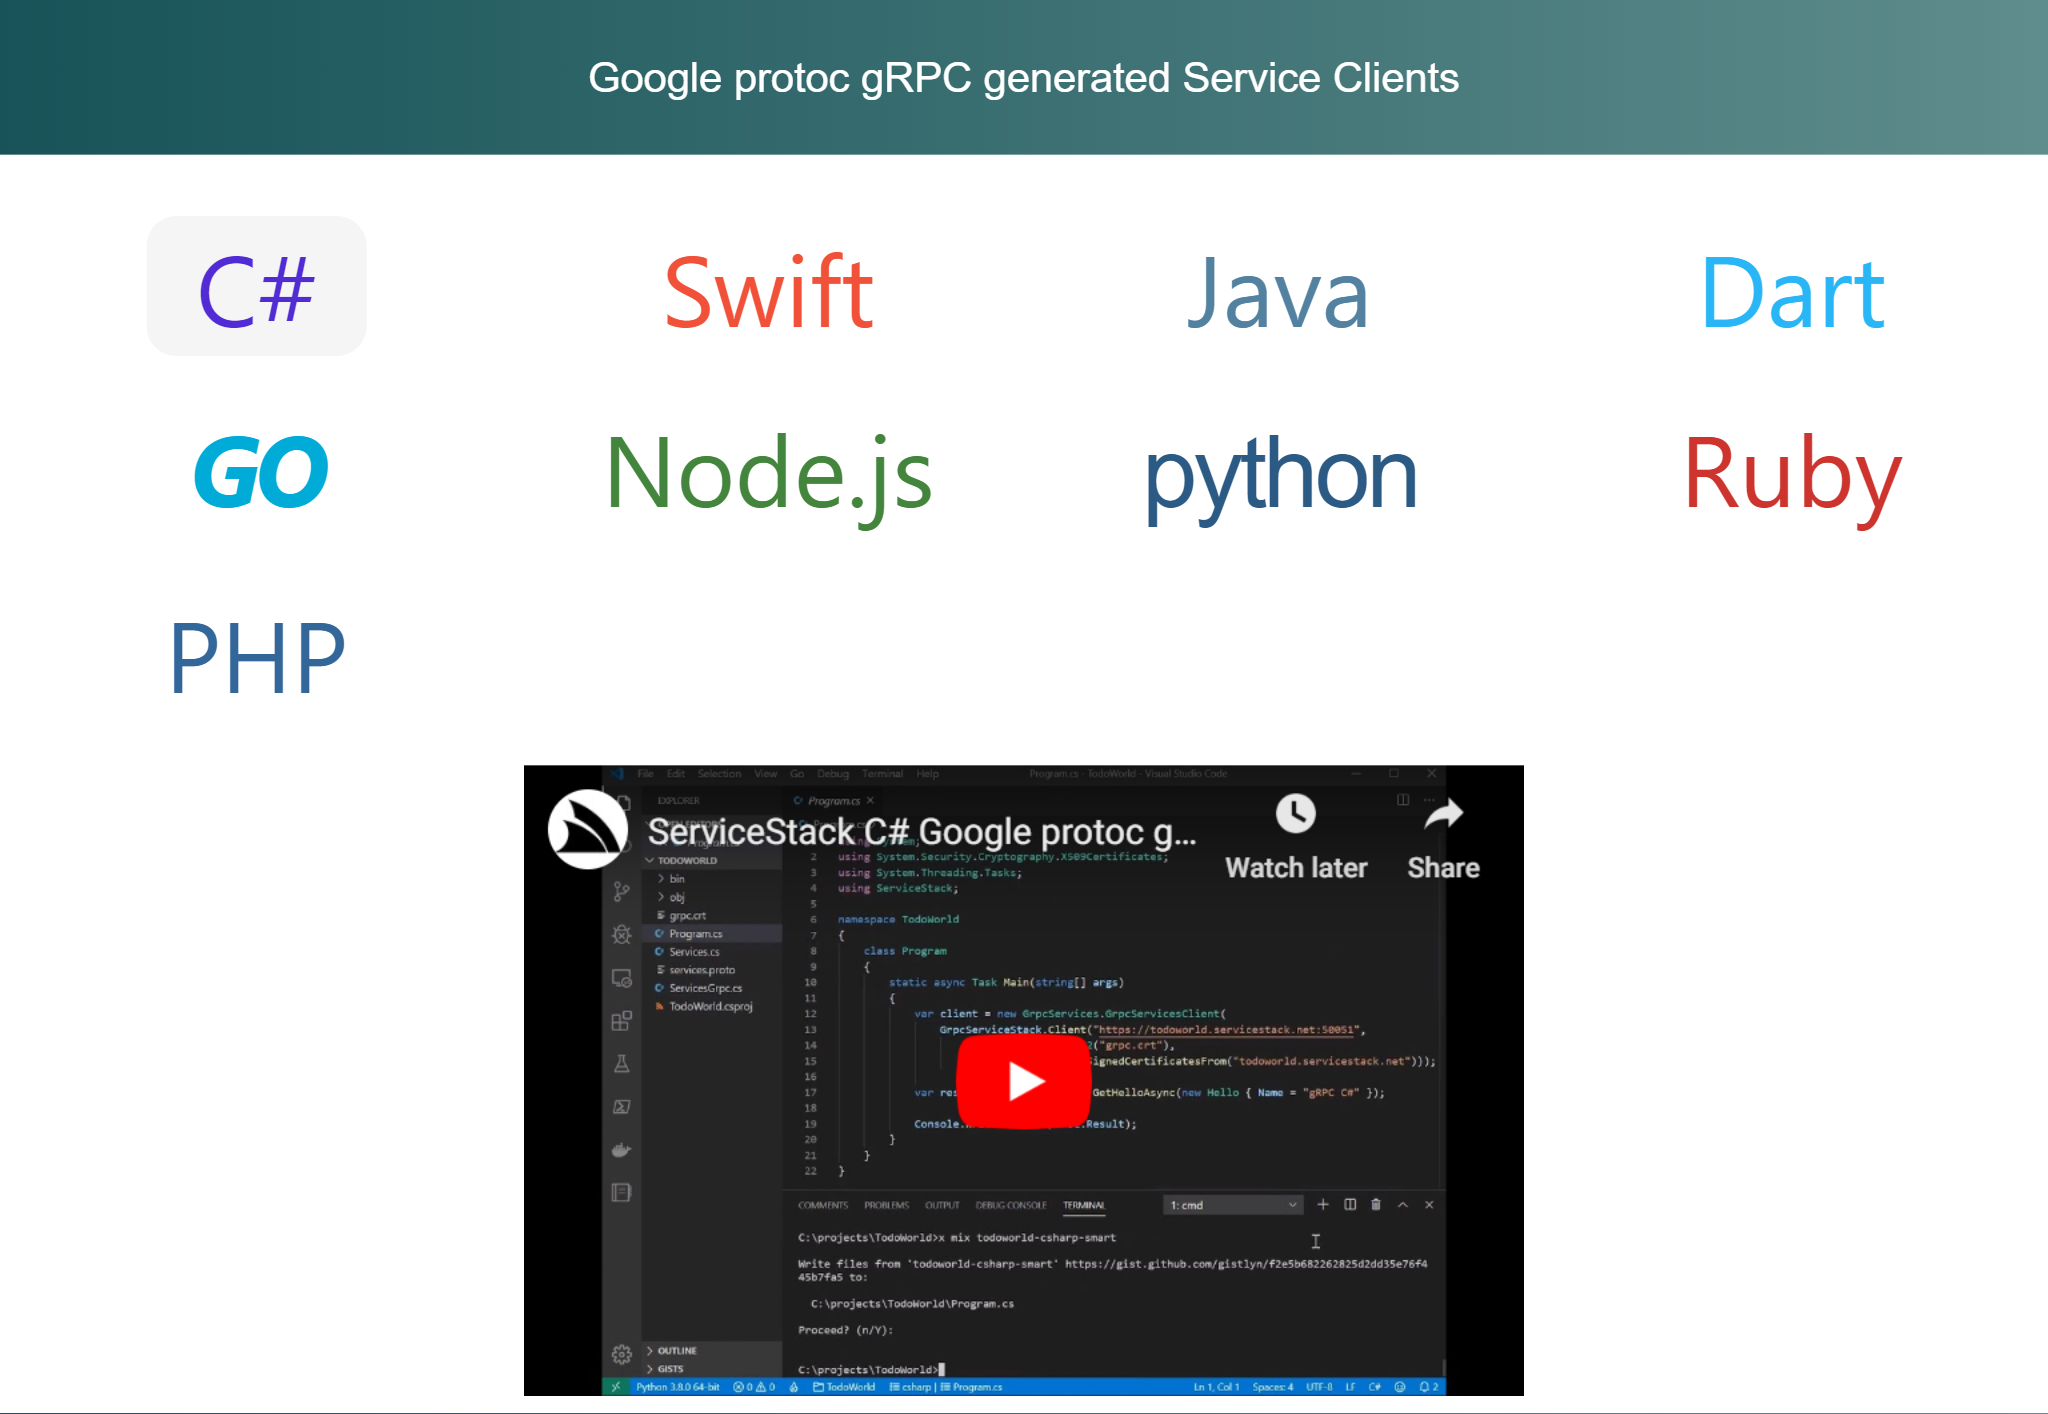 Google protoc gRPC generated Service Clients
C#
Swift
Java
Dart
GO
Node.js
python
Ruby
PHP
File Edit Selection View Go Debug Terminal Help
Program.cs - TodoWorld - Visual Studio Code
ServiceStack C# Google protoc g...
Watch later
Share
EXPLORER
TODOWORLD
bin
obj
grpc.crt
Program.cs
Services.cs
services.proto
ServicesGrpc.cs
TodoWorld.csproj
OUTLINE
GISTS
Program.cs
2 using System.Security.Cryptography.X509Certificates;
3 using System.Threading.Tasks;
4 using ServiceStack;
5
6 namespace TodoWorld
7 {
8 class Program
9 {
10 static async Task Main(string[] args)
11 {
12 var client = new GrpcServices.GrpcServicesClient(
13 GrpcServiceStack.Client("https://todoworld.servicestack.net:50051",
14 2("grpc.crt"),
15 ignedCertificatesFrom("todoworld.servicestack.net")));
16
17 var res GetHelloAsync(new Hello { Name = "gRPC C#" });
18
19 Console. .Result);
20 }
21 }
22 }
COMMENTS PROBLEMS OUTPUT DEBUG CONSOLE TERMINAL 1: cmd
C:\projects\TodoWorld>x mix todoworld-csharp-smart
Write files from 'todoworld-csharp-smart' https://gist.github.com/gistlyn/f2e5b682262825d2dd35e76f4
45b7fa5 to:
C:\projects\TodoWorld\Program.cs
Proceed? (n/Y):
C:\projects\TodoWorld>
Python 3.8.0 64-bit 0 0 TodoWorld csharp | Program.cs Ln 1, Col 1 Spaces: 4 UTF-8 LF C# 2